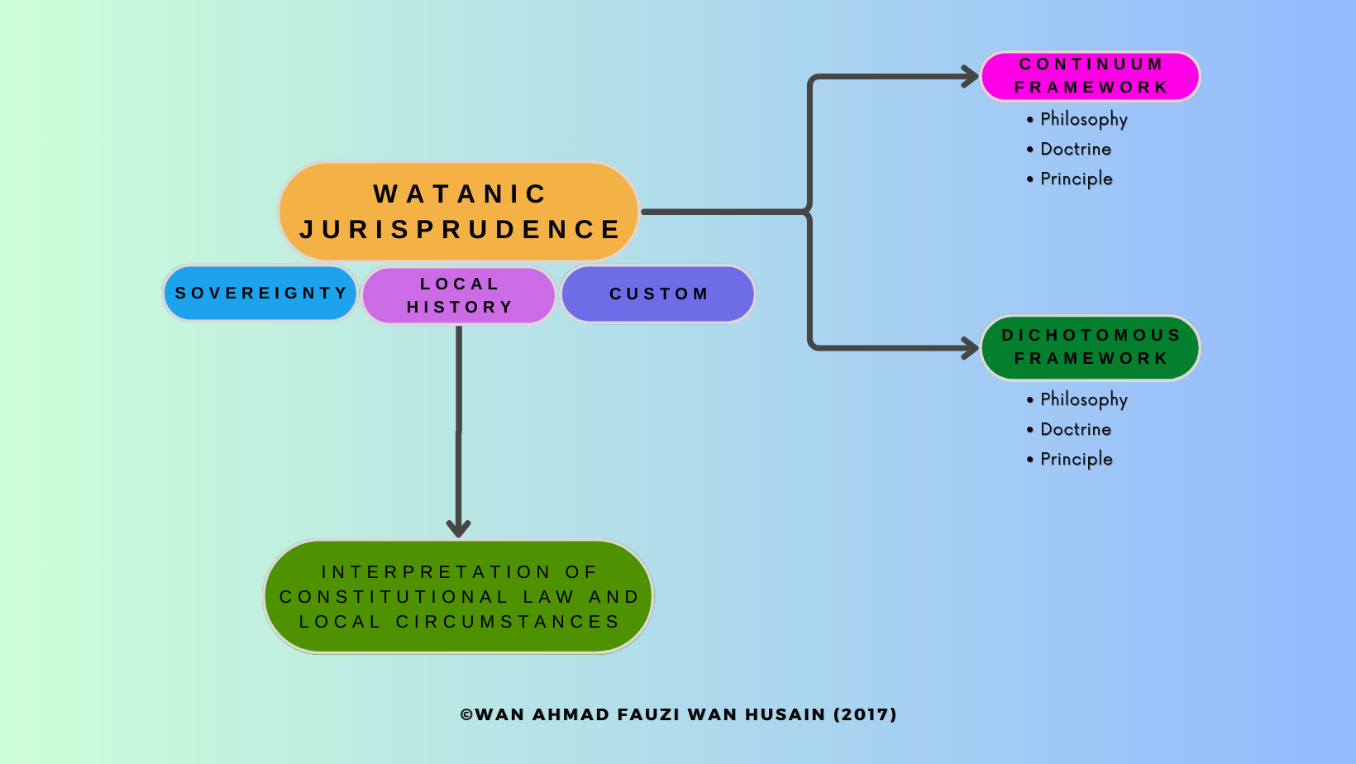 WATANIC
JURISPRUDENCE
SOVEREIGNTY
LOCAL
HISTORY
CUSTOM
INTERPRETATION OF
CONSTITUTIONAL LAW AND
LOCAL CIRCUMSTANCES
CONTINUUM
FRAMEWORK
• Philosophy
• Doctrine
• Principle
DICHOTOMOUS
FRAMEWORK
• Philosophy
• Doctrine
• Principle
©WAN AHMAD FAUZI WAN HUSAIN (2017)